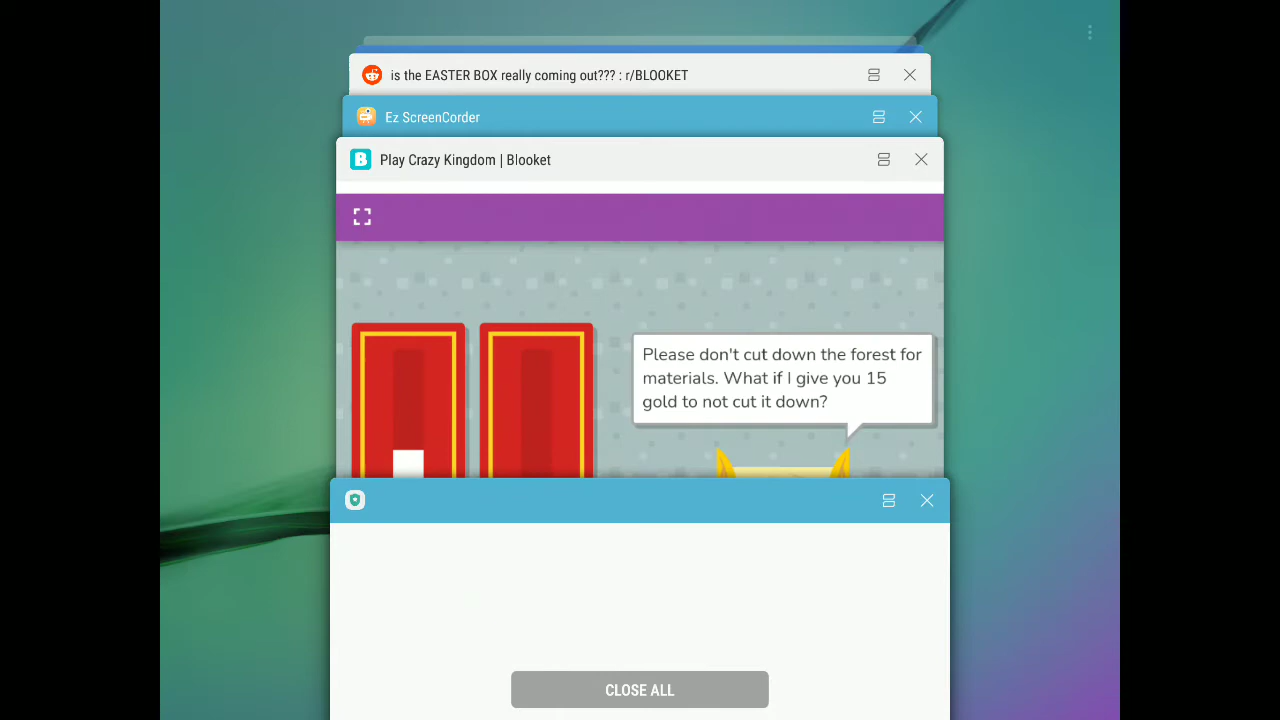 is the EASTER BOX really coming out??? : r/BLOOKET
Ez ScreenCorder
B Play Crazy Kingdom | Blooket
Please don't cut down the forest for
materials. What if I give you 15
gold to not cut it down?
CLOSE ALL